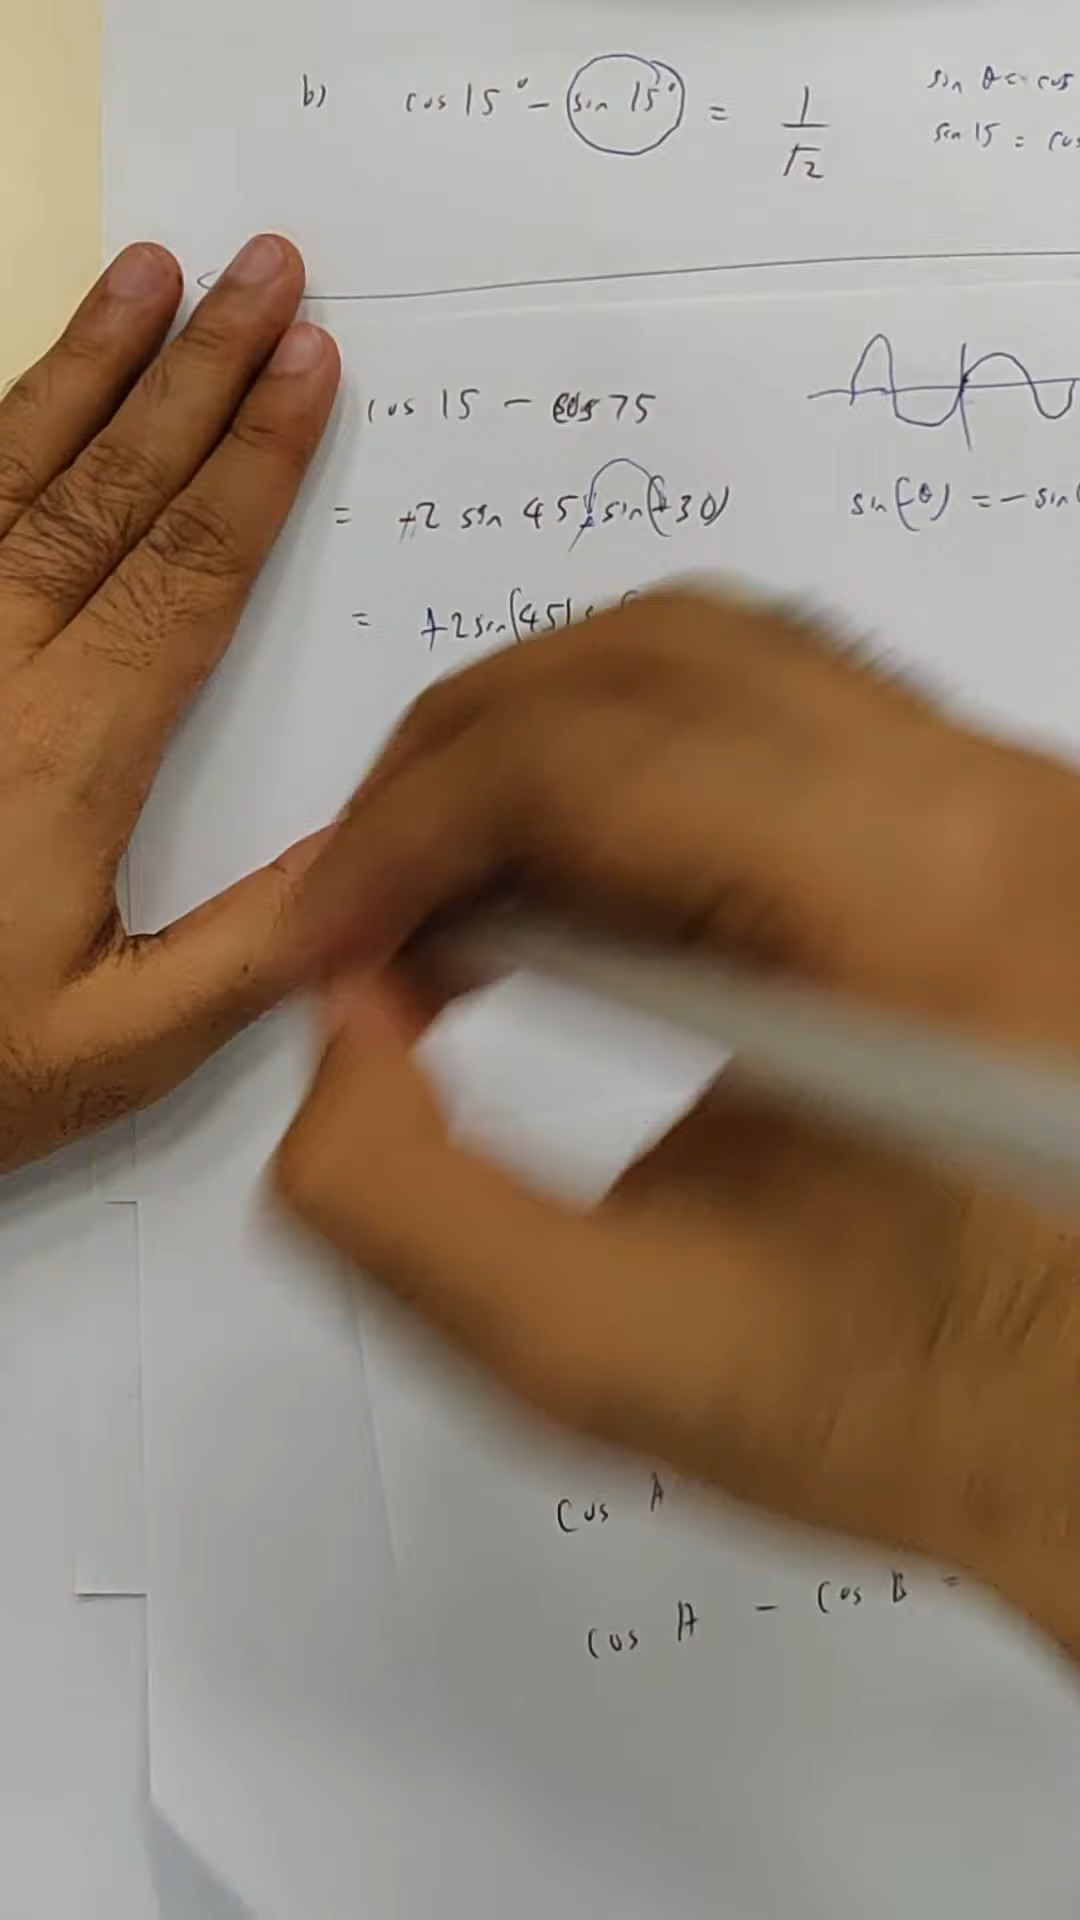 b) cos 15° - sin 15° = 1/√2
sin θ = cos
sin 15 = cos
cos 15 - cos 75
= +2 sin 45 sin(+30)
sin(-θ) = - sin
= +2 sin(45)
cos A
cos A - cos B =